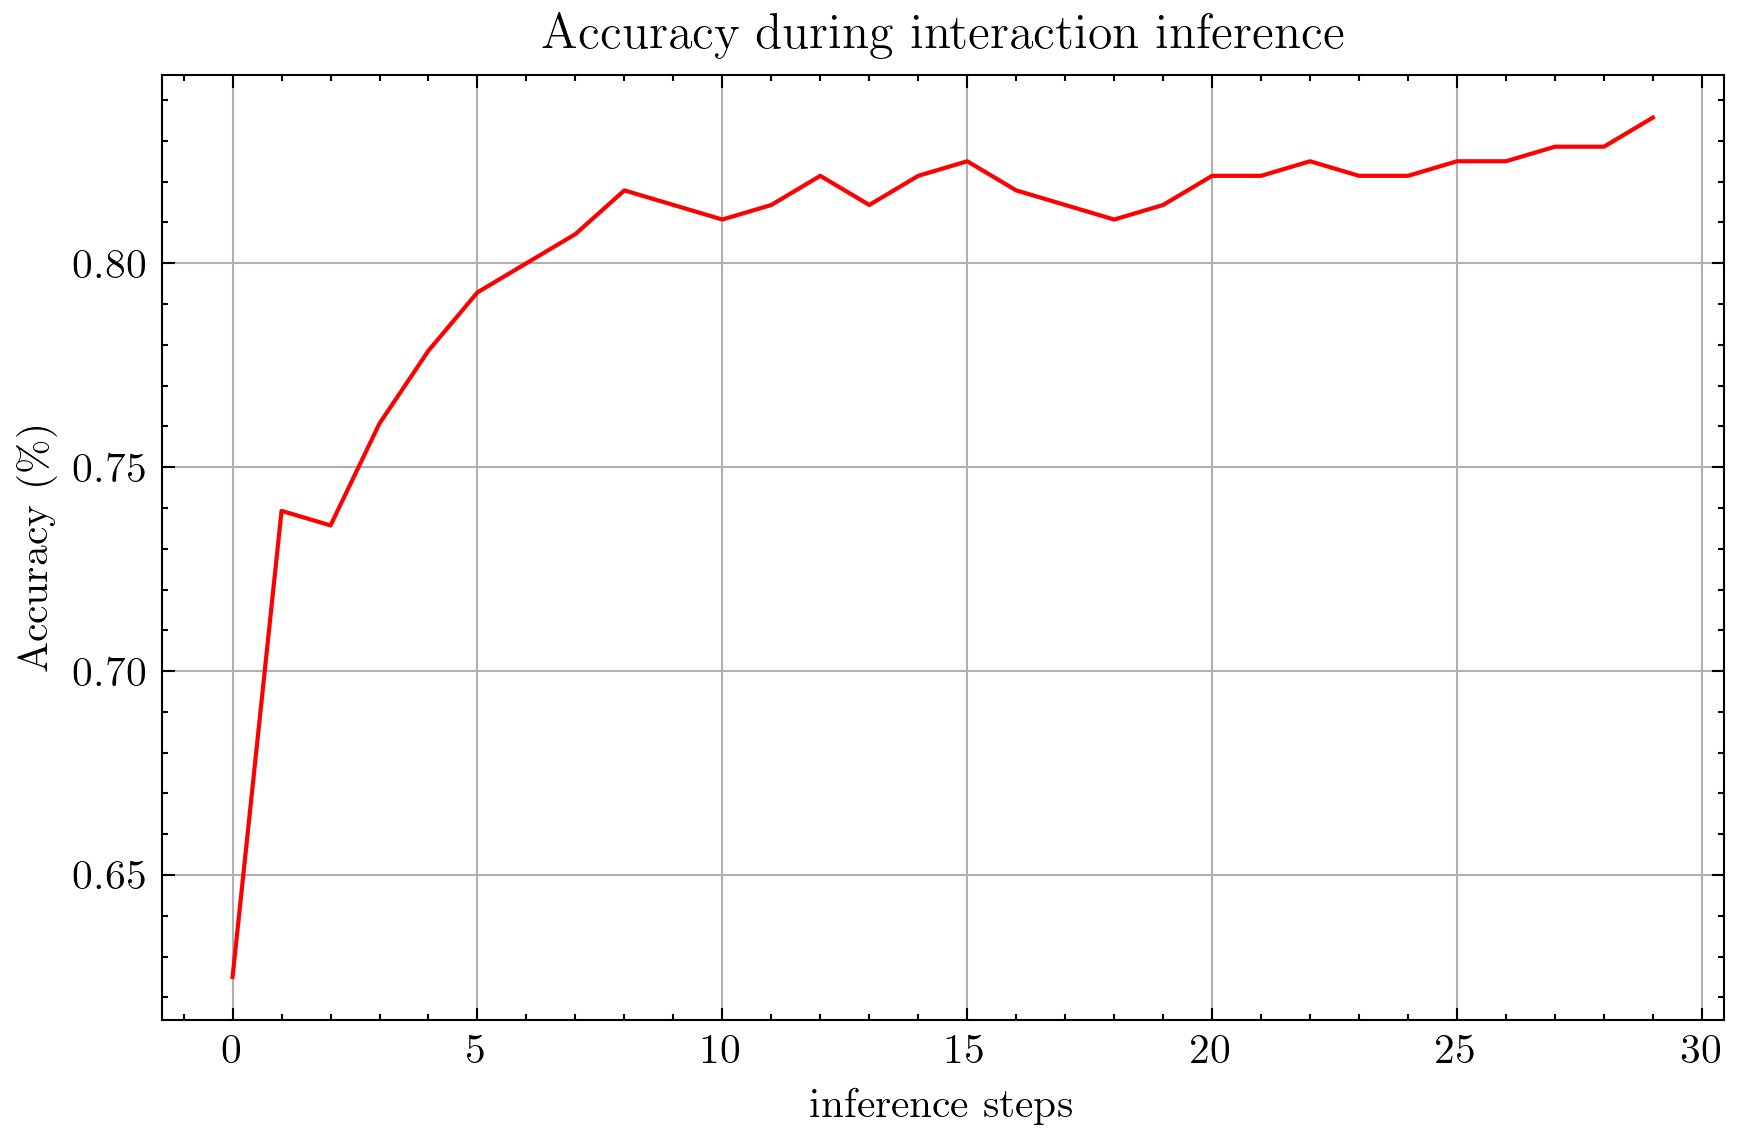 Accuracy during interaction inference
Accuracy (%)
0.80
0.75
0.70
0.65
0 5 10 15 20 25 30
inference steps